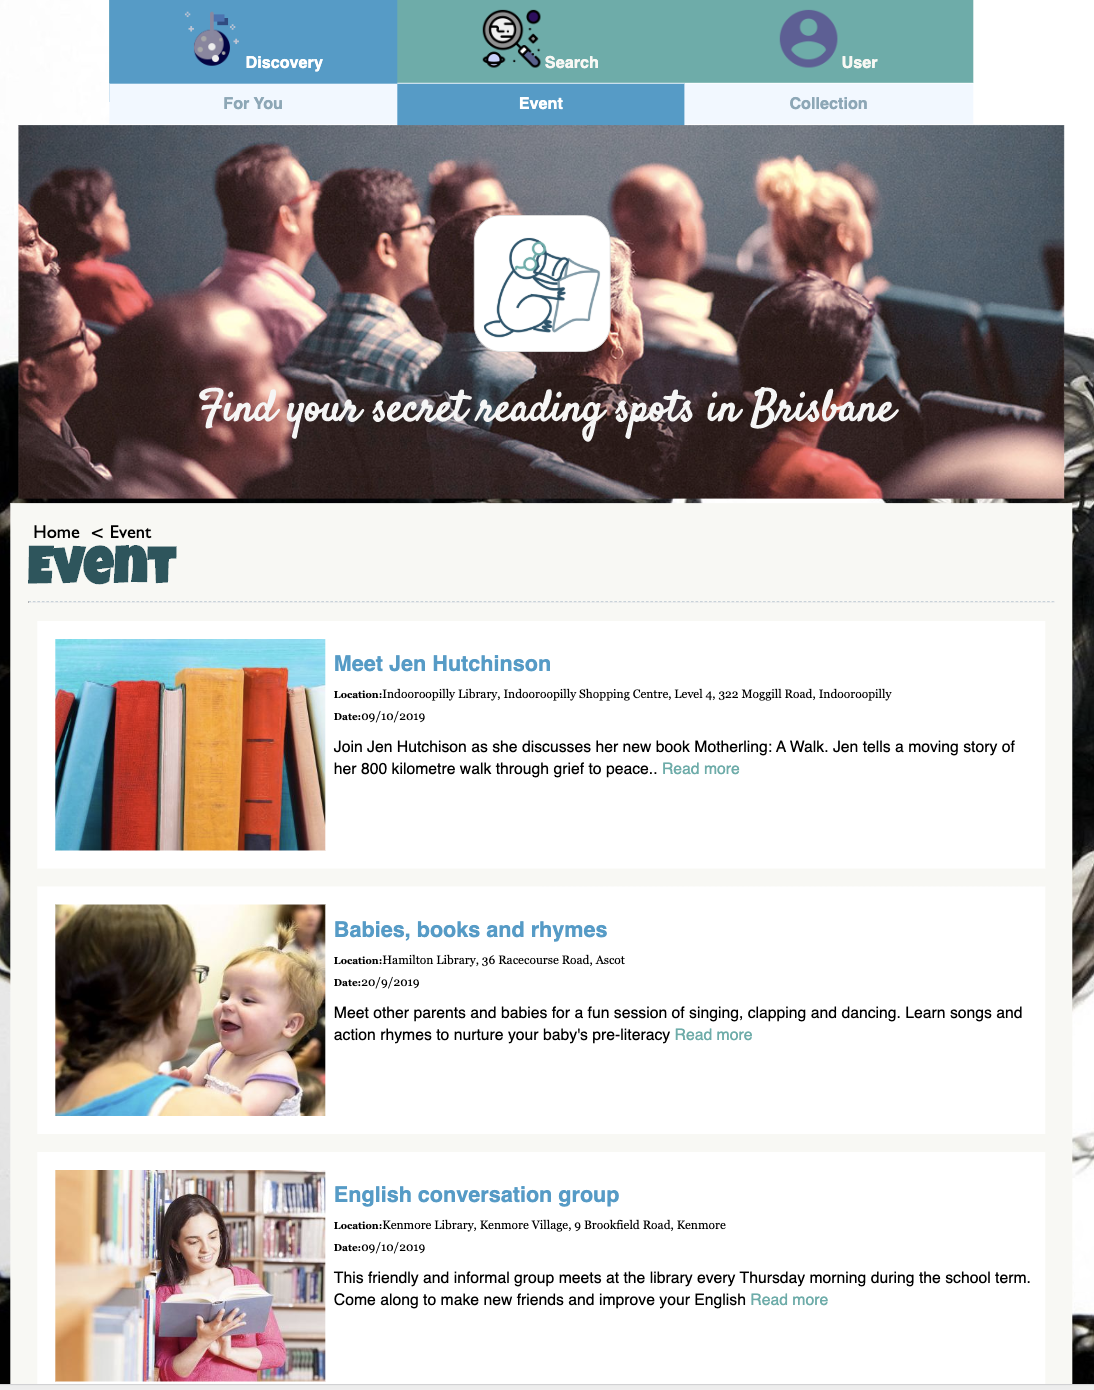 Discovery
Search
User
For You
Event
Collection
Find your secret reading spots in Brisbane
Home < Event
Event
Meet Jen Hutchinson
Location:Indooroopilly Library, Indooroopilly Shopping Centre, Level 4, 322 Moggill Road, Indooroopilly
Date:09/10/2019
Join Jen Hutchison as she discusses her new book Motherling: A Walk. Jen tells a moving story of
her 800 kilometre walk through grief to peace.. Read more
Babies, books and rhymes
Location:Hamilton Library, 36 Racecourse Road, Ascot
Date:20/9/2019
Meet other parents and babies for a fun session of singing, clapping and dancing. Learn songs and
action rhymes to nurture your baby's pre-literacy Read more
English conversation group
Location:Kenmore Library, Kenmore Village, 9 Brookfield Road, Kenmore
Date:09/10/2019
This friendly and informal group meets at the library every Thursday morning during the school term.
Come along to make new friends and improve your English Read more